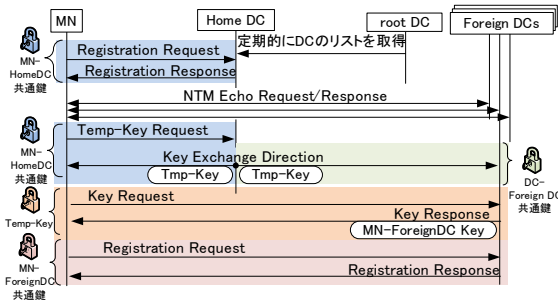 MN
Home DC
root DC
Foreign DCs
Registration Request
定期的にDCのリストを取得
MN-
HomeDC
共通鍵
Registration Response
NTM Echo Request/Response
Temp-Key Request
MN-
HomeDC
共通鍵
Key Exchange Direction
Tmp-Key
Tmp-Key
DC-
Foreign DC
共通鍵
Key Request
Temp-Key
Key Response
MN-ForeignDC Key
Registration Request
MN-
ForeignDC
共通鍵
Registration Response